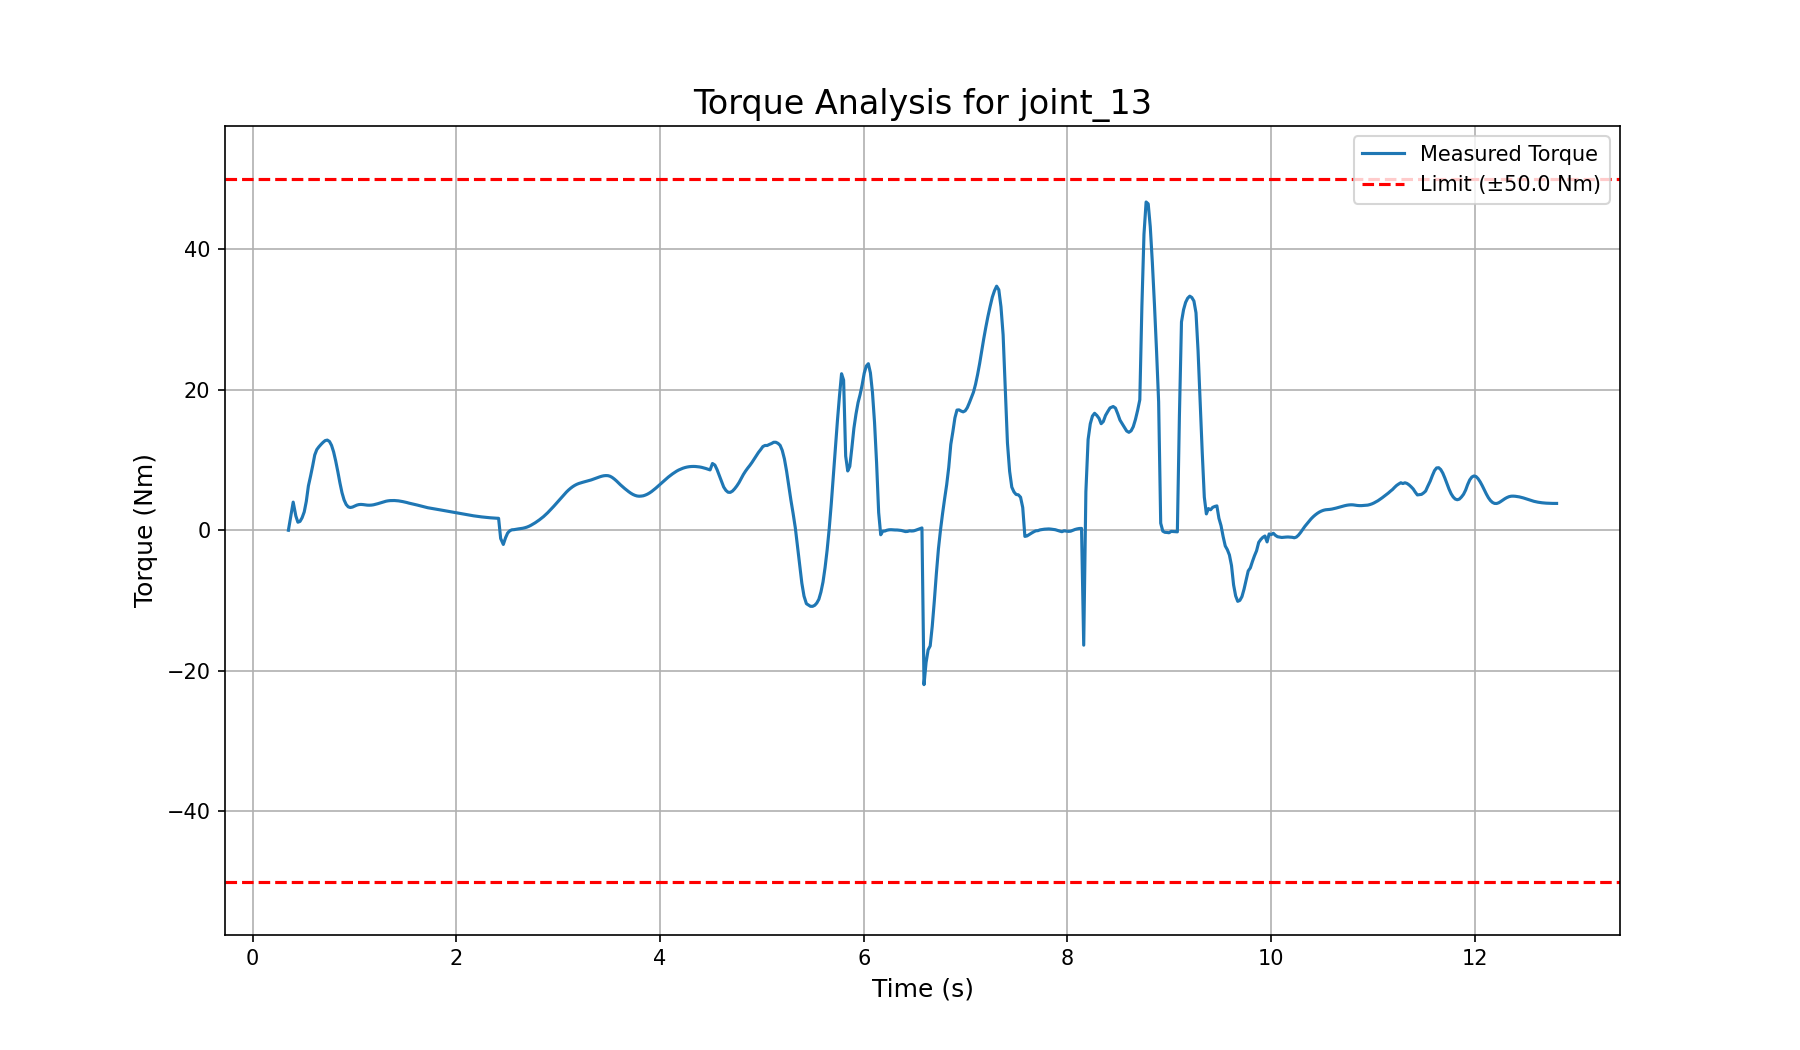 Torque Analysis for joint_13
Measured Torque
Limit (±50.0 Nm)
Torque (Nm)
40
20
0
−20
−40
0 2 4 6 8 10 12
Time (s)